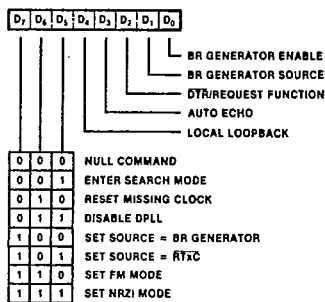 D7 D6 D5 D4 D3 D2 D1 D0
BR GENERATOR ENABLE
BR GENERATOR SOURCE
DTR/REQUEST FUNCTION
AUTO ECHO
LOCAL LOOPBACK
0 0 0 NULL COMMAND
0 0 1 ENTER SEARCH MODE
0 1 0 RESET MISSING CLOCK
0 1 1 DISABLE DPLL
1 0 0 SET SOURCE = BR GENERATOR
1 0 1 SET SOURCE = RTxC
1 1 0 SET FM MODE
1 1 1 SET NRZI MODE